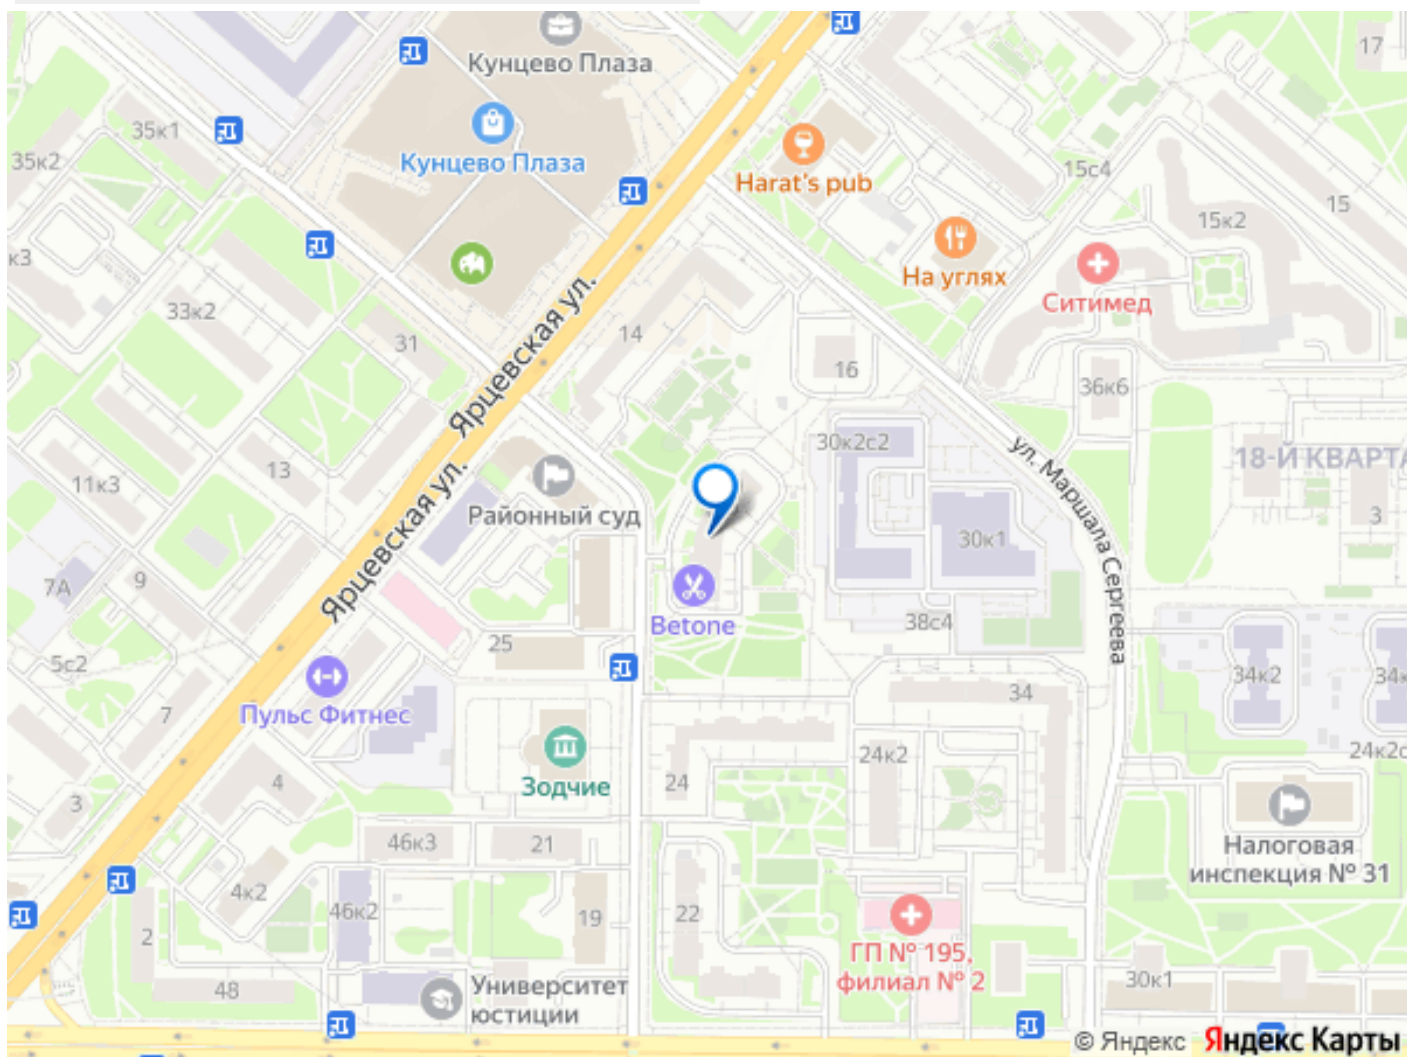 Кунцево Плаза
17
35к1
35к2
Кунцево Плаза
Harat's pub
15с4
15
15к2
к3
На углях
Ситимед
33к2
31
14
Ярцевская ул.
16
36к6
30к2с2
ул. Маршала Сергеева
18-Й КВАРТА
13
11к3
Районный суд
Ярцевская ул.
30к1
3
7А
9
Betone
38с4
25
5с2
34к2
34к
34
7
Пульс Фитнес
24к2
24к2с
Зодчие
24
4
3
Налоговая
инспекция № 31
46к3
21
4к2
46к2
19
22
2
ГП № 195,
филиал № 2
48
Университет
юстиции
30к1
© Яндекс Яндекс Карты